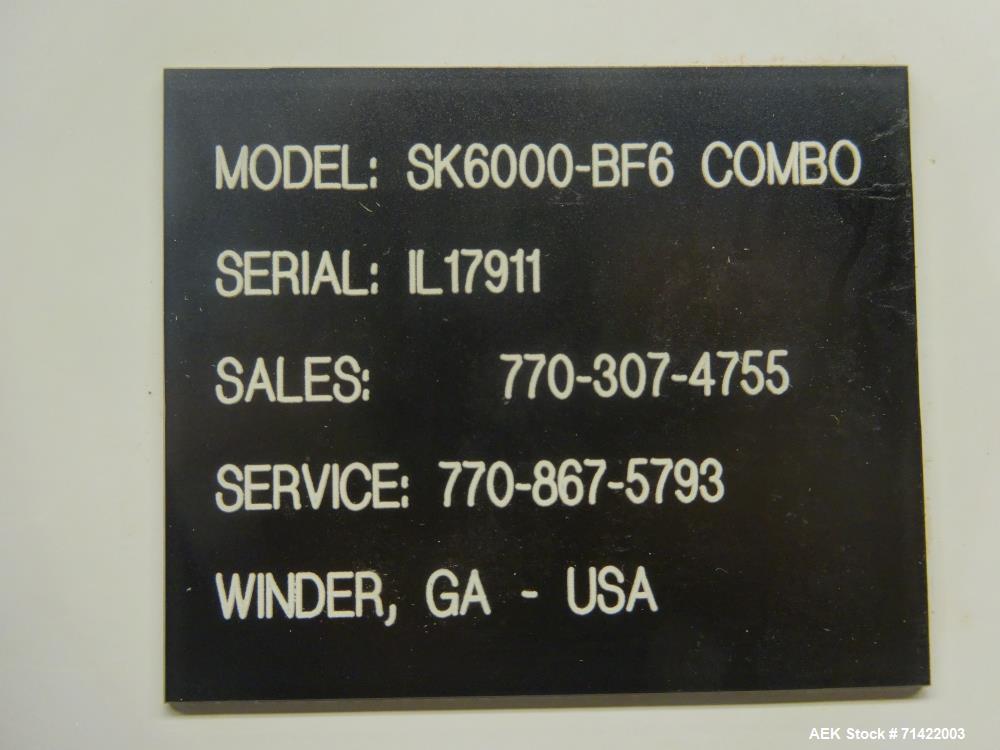 MODEL: SK6000-BF6 COMBO
SERIAL: IL17911
SALES: 770-307-4755
SERVICE: 770-867-5793
WINDER, GA - USA
AEK Stock #71422003